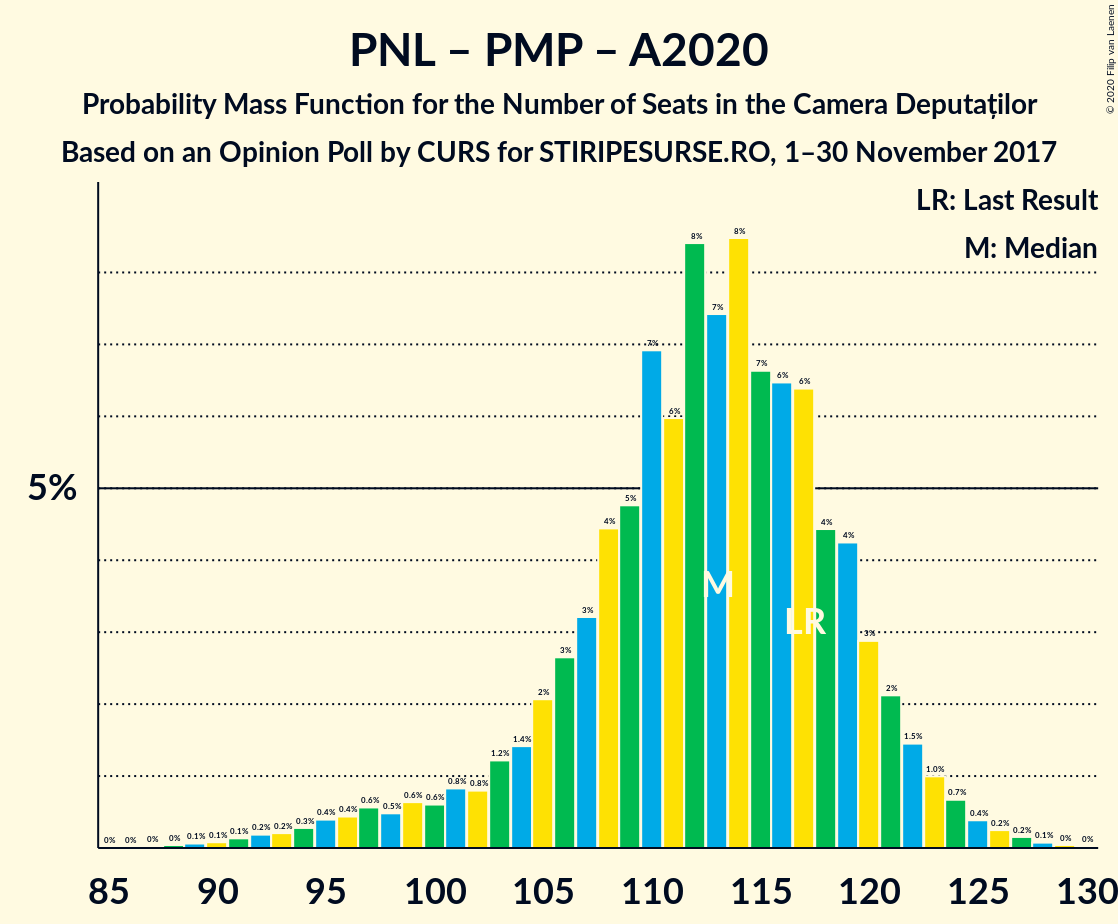 PNL – PMP – A2020
Probability Mass Function for the Number of Seats in the Camera Deputaților
Based on an Opinion Poll by CURS for STIRIPESURSE.RO, 1–30 November 2017
© 2020 Filip van Laenen
LR: Last Result
M: Median
5%
0% 0% 0% 0% 0.1% 0.1% 0.1% 0.2% 0.2% 0.3% 0.4% 0.4% 0.6% 0.5% 0.6% 0.6% 0.8% 0.8% 1.2% 1.4% 2% 3% 3% 4% 5% 7% 6% 8% 7% 8% 7% 6% 6% 4% 4% 3% 2% 1.5% 1.0% 0.7% 0.4% 0.2% 0.2% 0.1% 0% 0%
M
LR
85 90 95 100 105 110 115 120 125 130